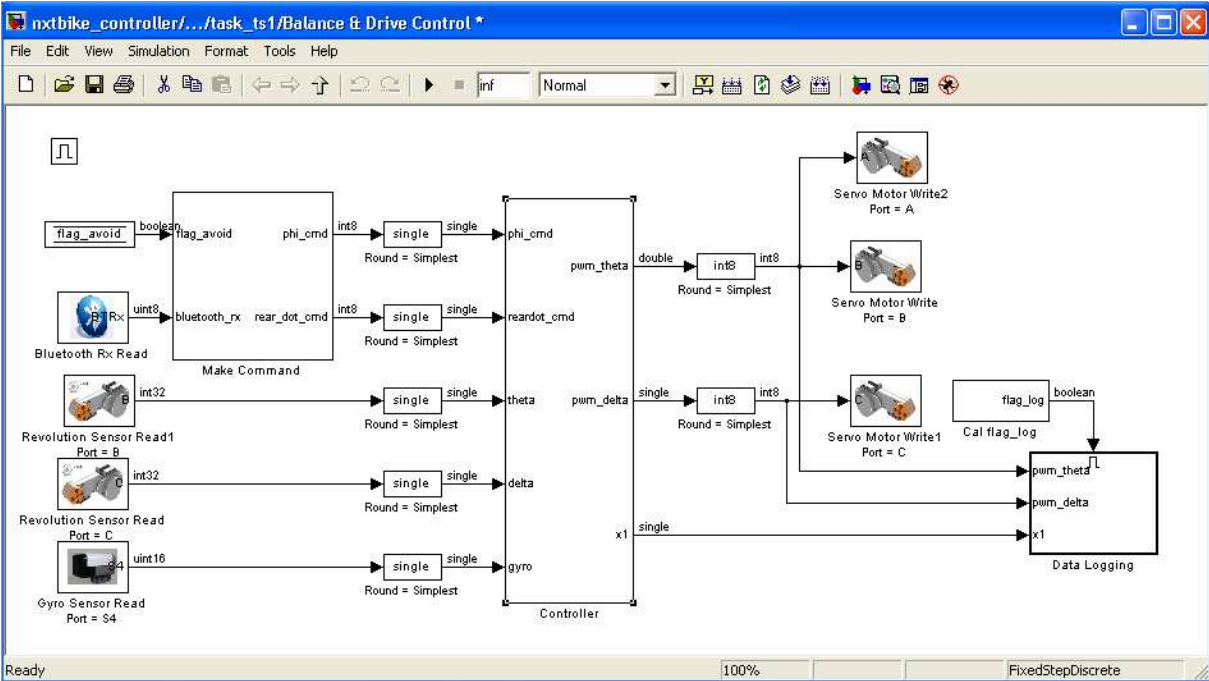 nxtbike_controller/.../task_ts1/Balance & Drive Control *
File Edit View Simulation Format Tools Help
inf Normal
A
Servo Motor Write2
Port = A
flag_avoid
boolean
flag_avoid
phi_cmd
int8
single
Round = Simplest
single
phi_cmd
pwm_theta
double
int8
Round = Simplest
int8
B
Servo Motor Write
Port = B
BTRx
Bluetooth Rx Read
uint8
bluetooth_rx
rear_dot_cmd
int8
single
Round = Simplest
single
reardot_cmd
Make Command
B
Revolution Sensor Read1
Port = B
int32
single
Round = Simplest
single
theta
pwm_delta
single
int8
Round = Simplest
int8
C
Servo Motor Write1
Port = C
flag_log
Cal flag_log
boolean
C
Revolution Sensor Read
Port = C
int32
single
Round = Simplest
single
delta
pwm_theta
pwm_delta
x1
Data Logging
S4
Gyro Sensor Read
Port = S4
uint16
single
Round = Simplest
single
gyro
x1
single
Controller
Ready 100% FixedStepDiscrete